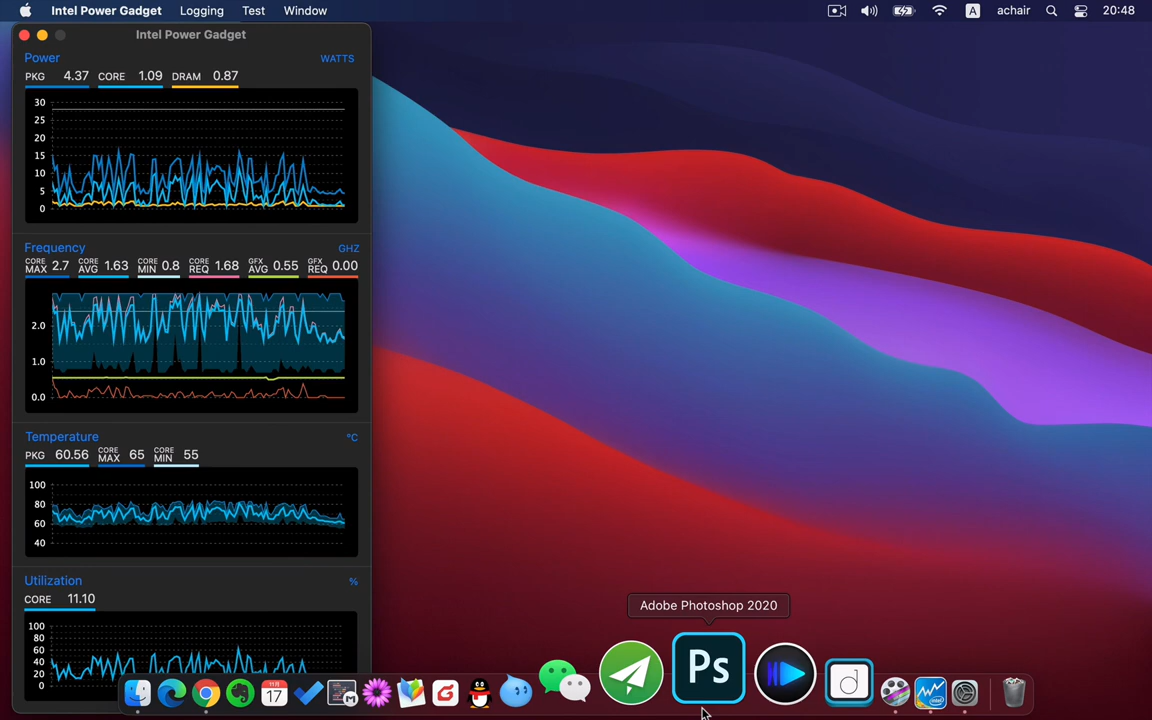 Intel Power Gadget Logging Test Window A achair 20:48
Intel Power Gadget
Power WATTS
PKG 4.37 CORE 1.09 DRAM 0.87
30
25
20
15
10
5
0
Frequency GHZ
CORE MAX 2.7 CORE AVG 1.63 CORE MIN 0.8 CORE REQ 1.68 GFX AVG 0.55 GFX REQ 0.00
2.0
1.0
0.0
Temperature °C
PKG 60.56 CORE MAX 65 CORE MIN 55
100
80
60
40
Utilization %
CORE 11.10
100
80
60
40
20
0
Adobe Photoshop 2020
Ps
17
d